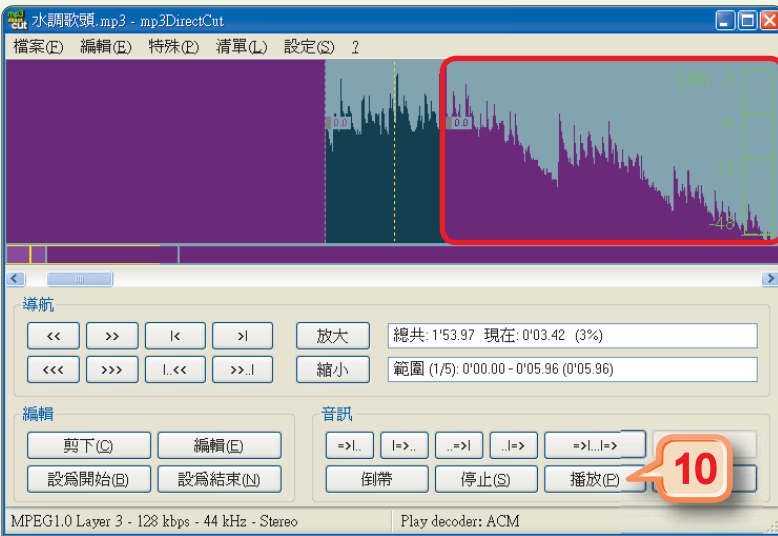 mp3 cut 水調歌頭.mp3 - mp3DirectCut
檔案(F) 編輯(E) 特殊(P) 清單(L) 設定(S) ?
dB 0
0.0 0.0 -6
-48
導航
<< >> |< >| 放大 總共: 1'53.97 現在: 0'03.42 (3%)
<<< >>> |..<< >>..| 縮小 範圍 (1/5): 0'00.00 - 0'05.96 (0'05.96)
編輯 音訊
剪下(C) 編輯(E) =>|.. |=>.. ..=>| ..|=> =>|...|=>
設為開始(B) 設為結束(N) 倒帶 停止(S) 播放(P) 10
MPEG1.0 Layer 3 - 128 kbps - 44 kHz - Stereo Play decoder: ACM